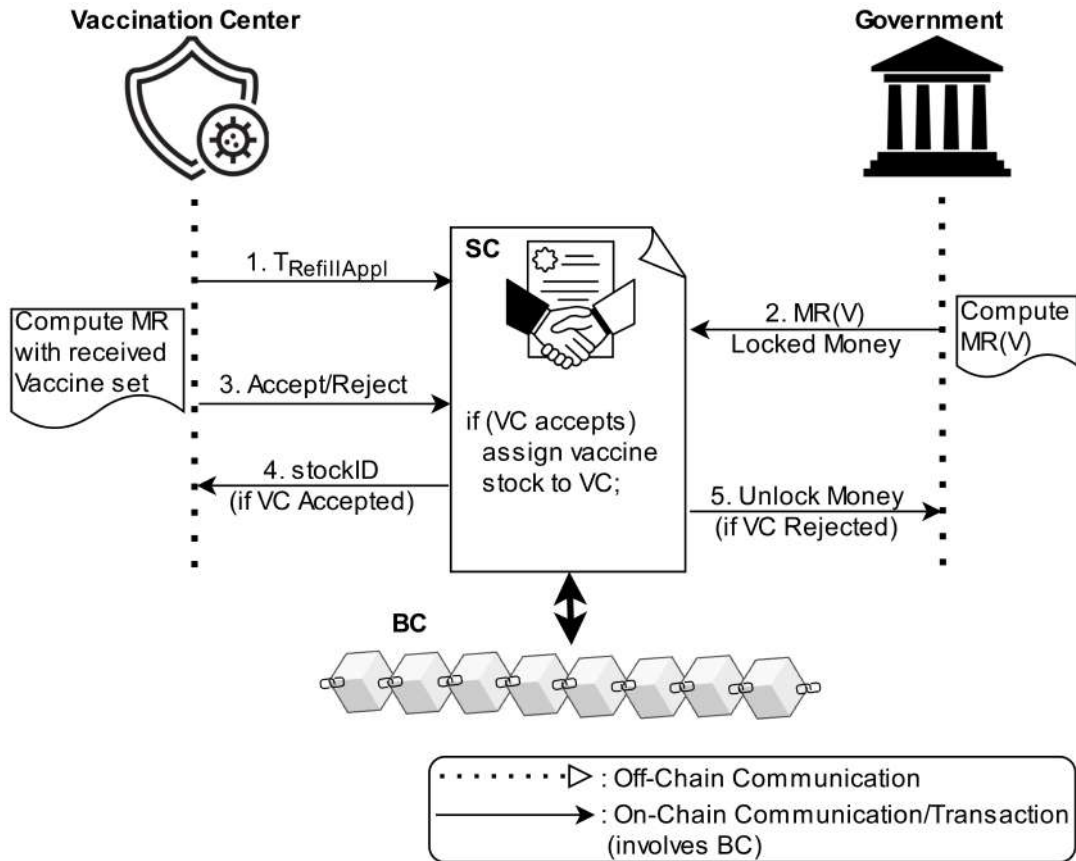 Vaccination Center
Government
SC
1. TRefillAppl
Compute MR
with received
Vaccine set
2. MR(V)
Locked Money
Compute
MR(V)
3. Accept/Reject
if (VC accepts)
assign vaccine
stock to VC;
4. stockID
(if VC Accepted)
5. Unlock Money
(if VC Rejected)
BC
: Off-Chain Communication
: On-Chain Communication/Transaction
(involves BC)